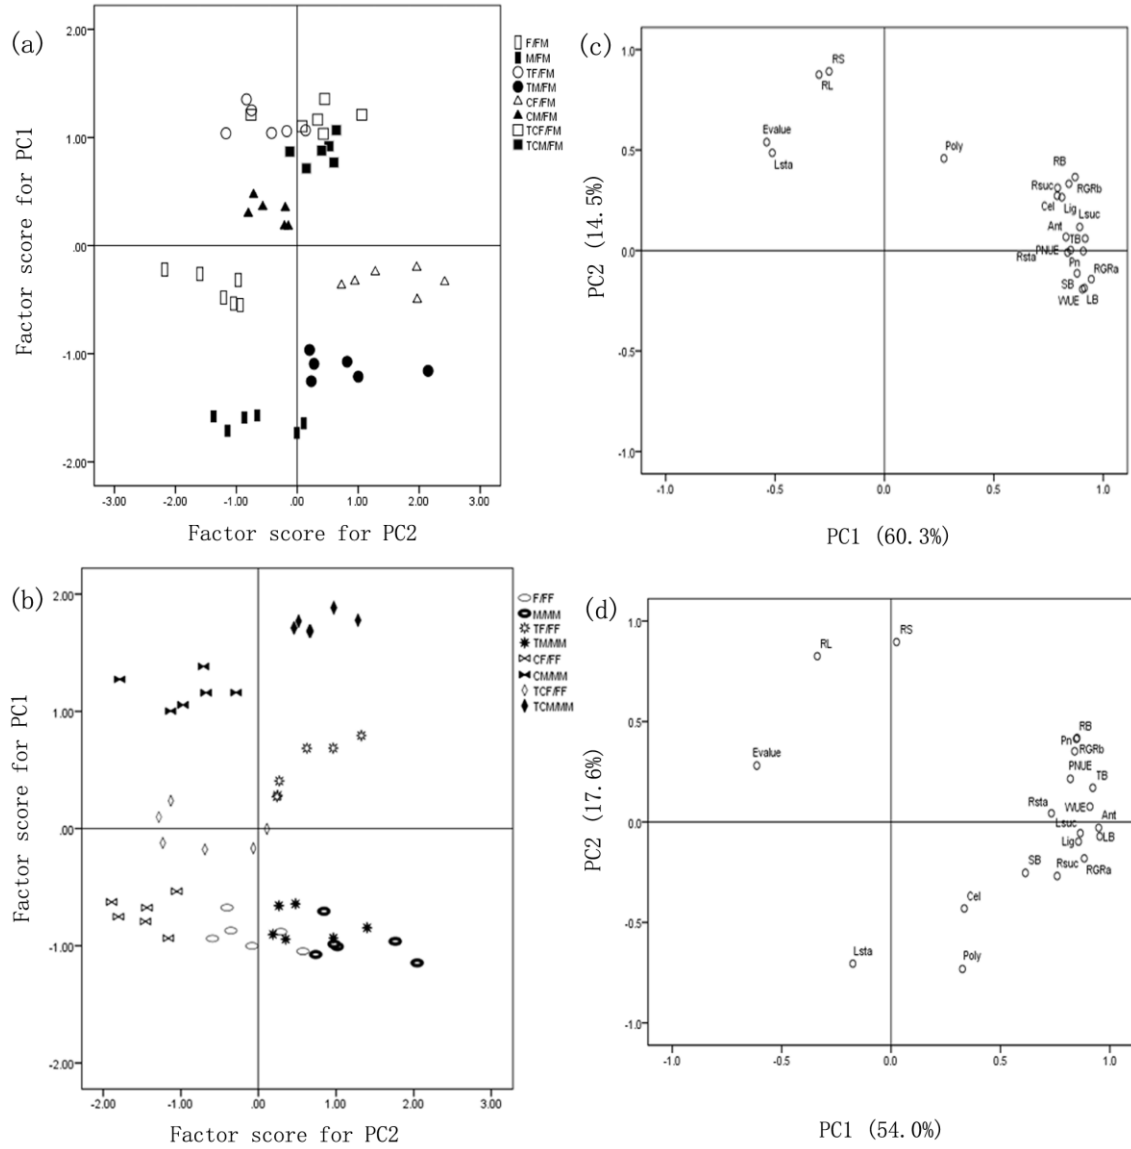 (a)
2.00
1.00
.00
-1.00
-2.00
-3.00 -2.00 -1.00 .00 1.00 2.00 3.00
Factor score for PC1
Factor score for PC2
F/FM
M/FM
TF/FM
TM/FM
CF/FM
CM/FM
TCF/FM
TCM/FM
(c)
1.0
0.5
0.0
-0.5
-1.0
-1.0 -0.5 0.0 0.5 1.0
PC2 (14.5%)
PC1 (60.3%)
RS
RL
Evalue
Lsta
Poly
RB
Rsuc
RGRb
Cel
Lig
Lsuc
Ant
TB
PNUE
Rsta
Pn
RGRa
SB
WUE
LB
(b)
2.00
1.00
.00
-1.00
-2.00
-2.00 -1.00 .00 1.00 2.00 3.00
Factor score for PC1
Factor score for PC2
F/FF
M/MM
TF/FF
TM/MM
CF/FF
CM/MM
TCF/FF
TCM/MM
(d)
1.0
0.5
0.0
-0.5
-1.0
-1.0 -0.5 0.0 0.5 1.0
PC2 (17.6%)
PC1 (54.0%)
RL
RS
Evalue
RB
Pn
RGRb
PNUE
TB
Rsta
WUE
Ant
Lsuc
LB
Lig
SB
Rsuc
RGRa
Cel
Lsta
Poly